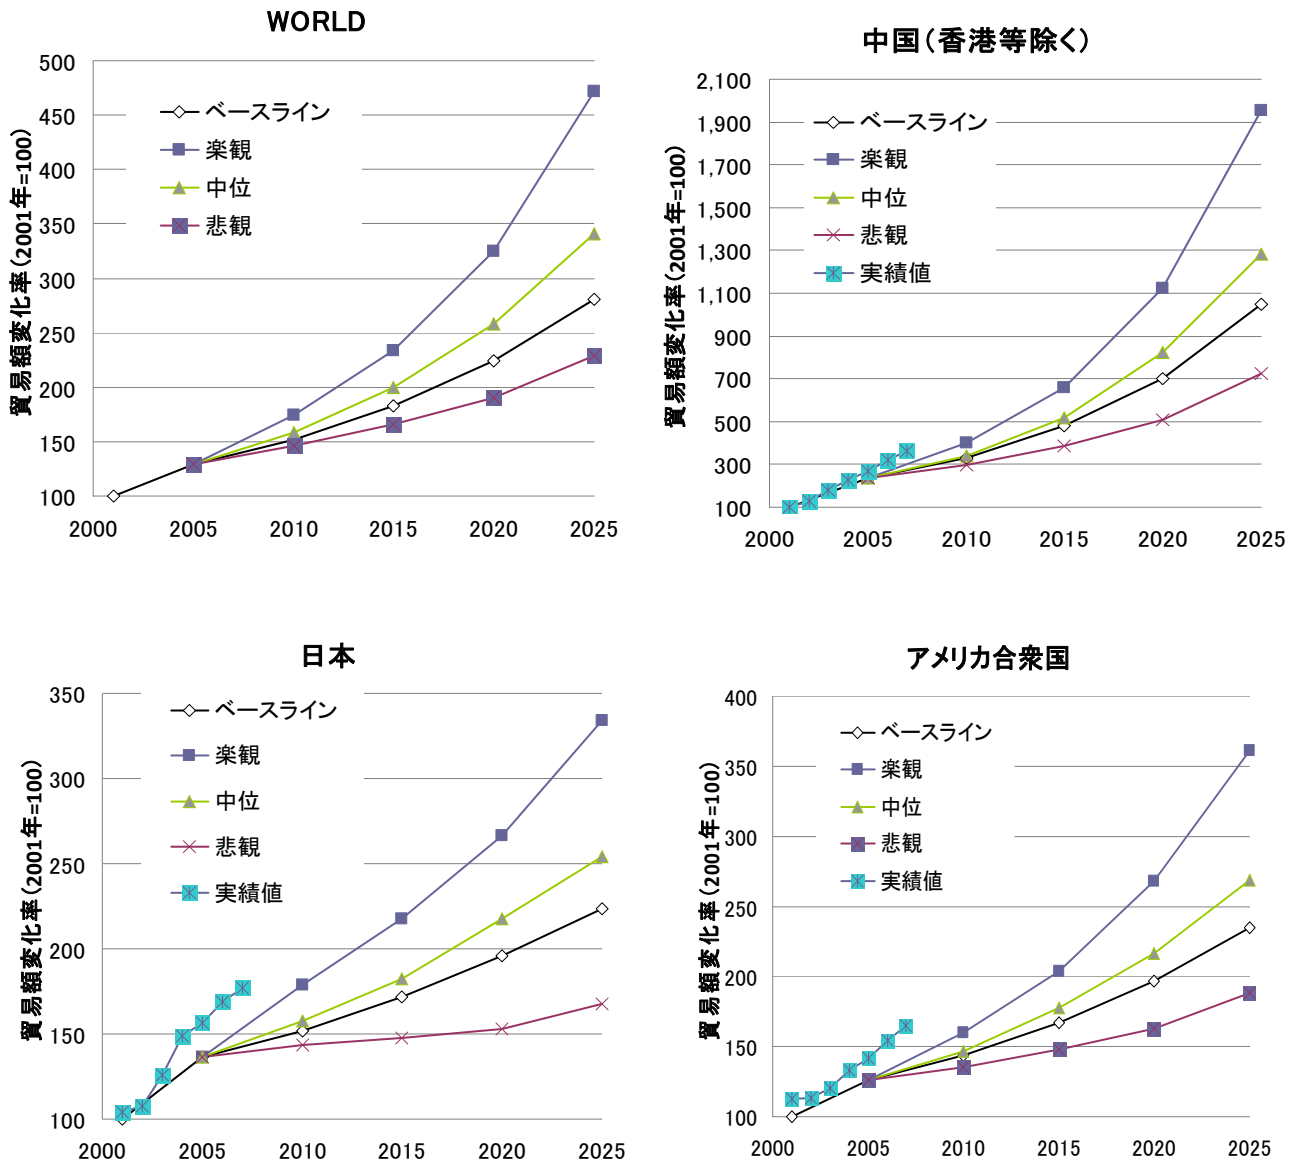 WORLD
貿易額変化率(2001年=100)
500
450
400
350
300
250
200
150
100
ベースライン
楽観
中位
悲観
2000 2005 2010 2015 2020 2025
中国(香港等除く)
貿易額変化率(2001年=100)
2,100
1,900
1,700
1,500
1,300
1,100
900
700
500
300
100
ベースライン
楽観
中位
悲観
実績値
2000 2005 2010 2015 2020 2025
日本
貿易額変化率(2001年=100)
350
300
250
200
150
100
ベースライン
楽観
中位
悲観
実績値
2000 2005 2010 2015 2020 2025
アメリカ合衆国
貿易額変化率(2001年=100)
400
350
300
250
200
150
100
ベースライン
楽観
中位
悲観
実績値
2000 2005 2010 2015 2020 2025